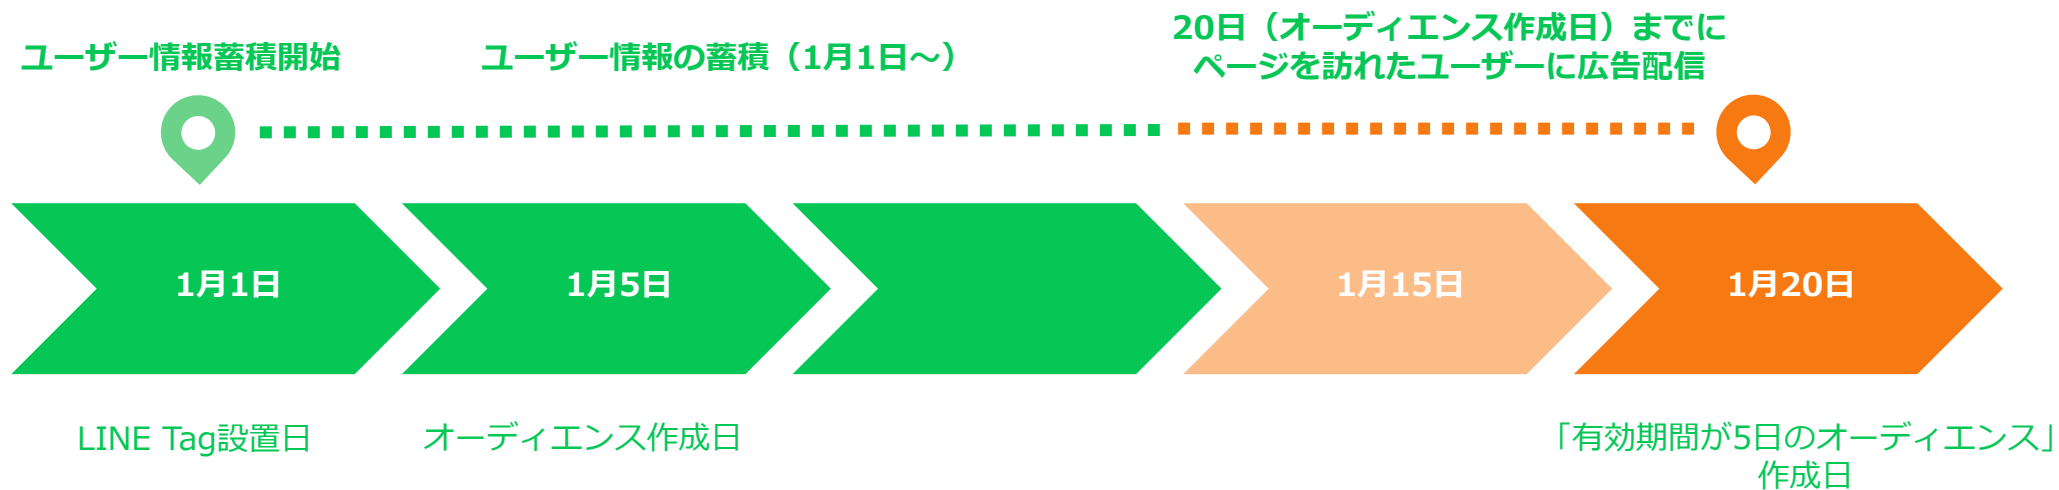 ユーザー情報蓄積開始
ユーザー情報の蓄積（1月1日～）
20日（オーディエンス作成日）までに
ページを訪れたユーザーに広告配信
1月1日
1月5日
1月15日
1月20日
LINE Tag設置日
オーディエンス作成日
「有効期間が5日のオーディエンス」
作成日